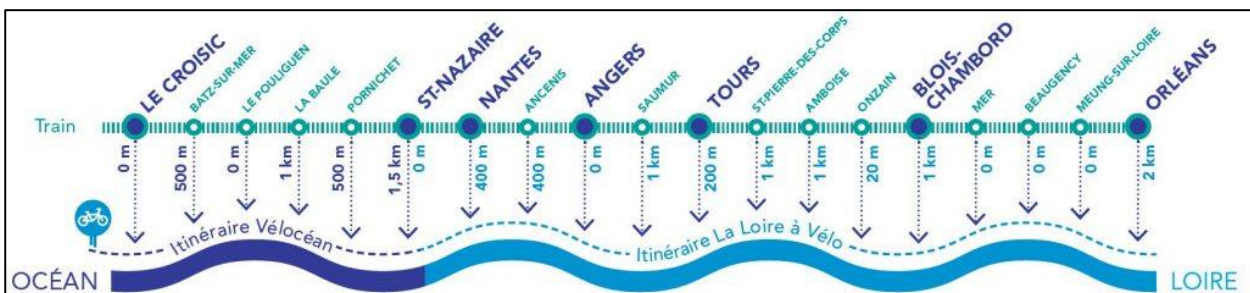 LE CROISIC
BATZ-SUR-MER
LE POULIGUEN
LA BAULE
PORNICHET
ST-NAZAIRE
NANTES
ANCENIS
ANGERS
SAUMUR
TOURS
ST-PIERRE-DES-CORPS
AMBOISE
ONZAIN
BLOIS-
CHAMBORD
MER
BEAUGENCY
MEUNG-SUR-LOIRE
ORLÉANS
Train
0 m
500 m
0 m
1 km
500 m
1,5 km
0 m
400 m
400 m
0 m
1 km
200 m
1 km
1 km
20 m
1 km
0 m
0 m
0 m
2 km
Itinéraire Vélocéan
Itinéraire La Loire à Vélo
OCÉAN
LOIRE